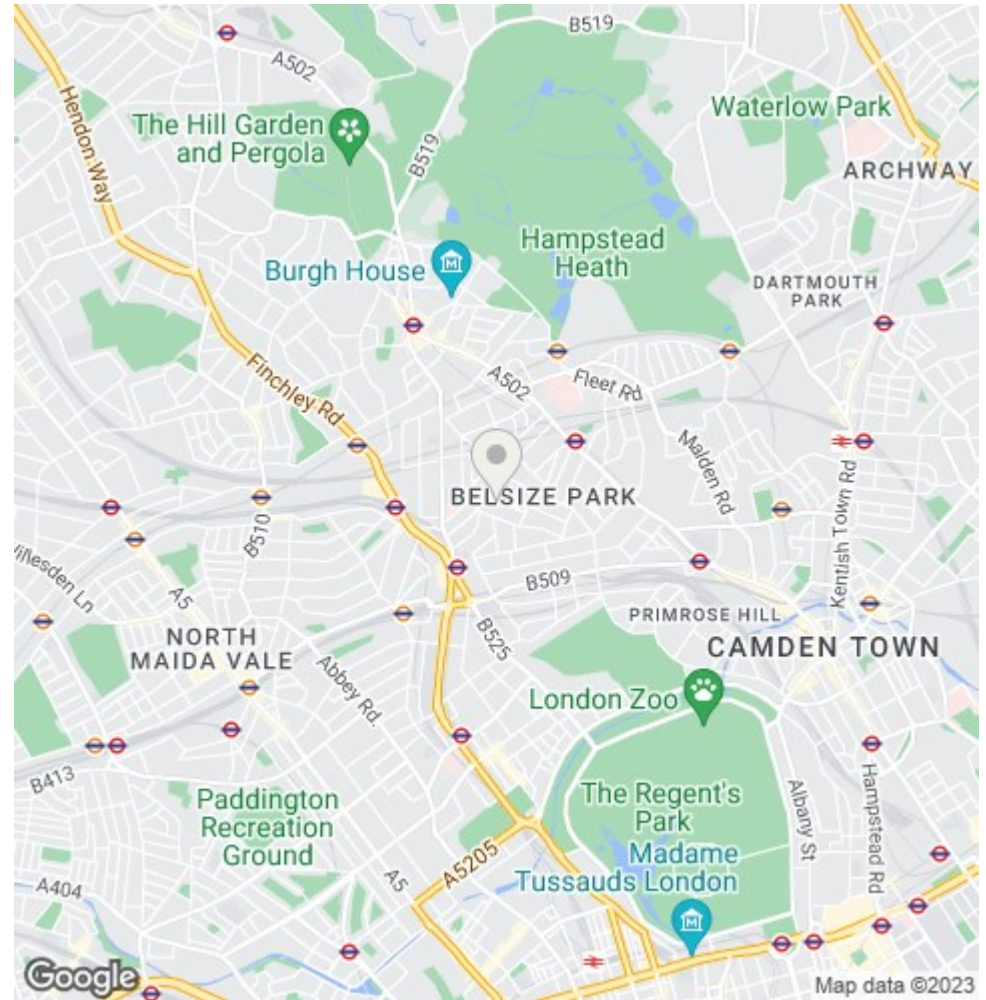 B519
A502
Waterlow Park
The Hill Garden
and Pergola
B519
ARCHWAY
Hendon Way
Hampstead
Heath
Burgh House
DARTMOUTH
PARK
Finchley Rd
A502
Fleet Rd
Malden Rd
BELSIZE PARK
Kentish Town Rd
B510
Willesden Ln
A5
B509
PRIMROSE HILL
NORTH
MAIDA VALE
B525
CAMDEN TOWN
Abbey Rd.
London Zoo
B413
Paddington
Recreation
Ground
The Regent's
Park
Albany St
Hampstead Rd
Madame
Tussauds London
A5205
A404
A5
Google
Map data ©2023